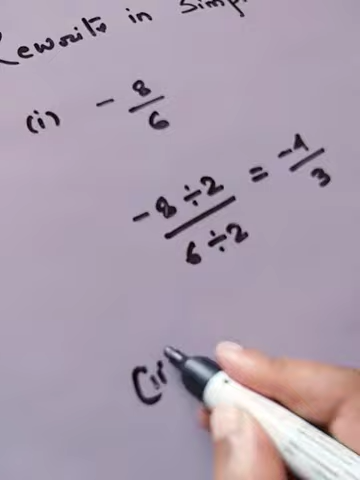 Rewrite in simp
(i) - 8/6
- 8 ÷ 2 / 6 ÷ 2 = -4/3
(i